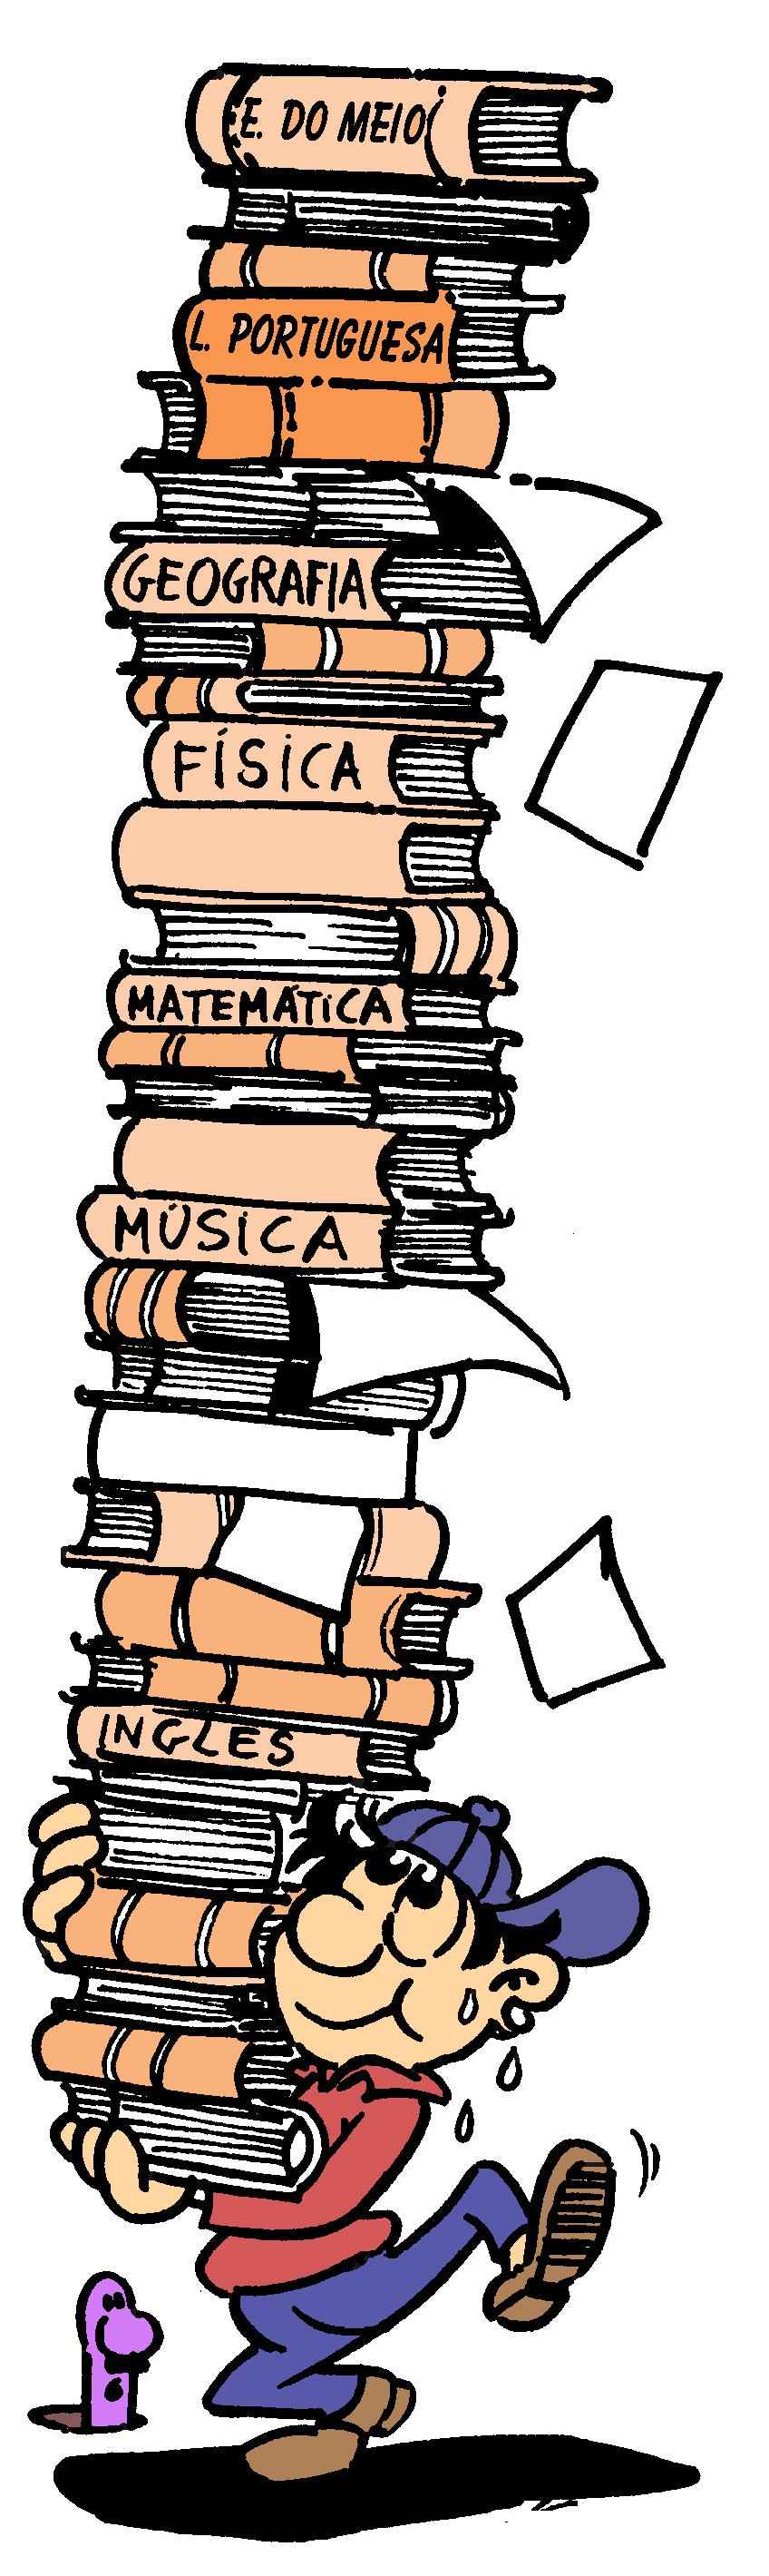 E. DO MEIO
L. PORTUGUESA
GEOGRAFIA
FÍSICA
MATEMÁTICA
MÚSICA
INGLES